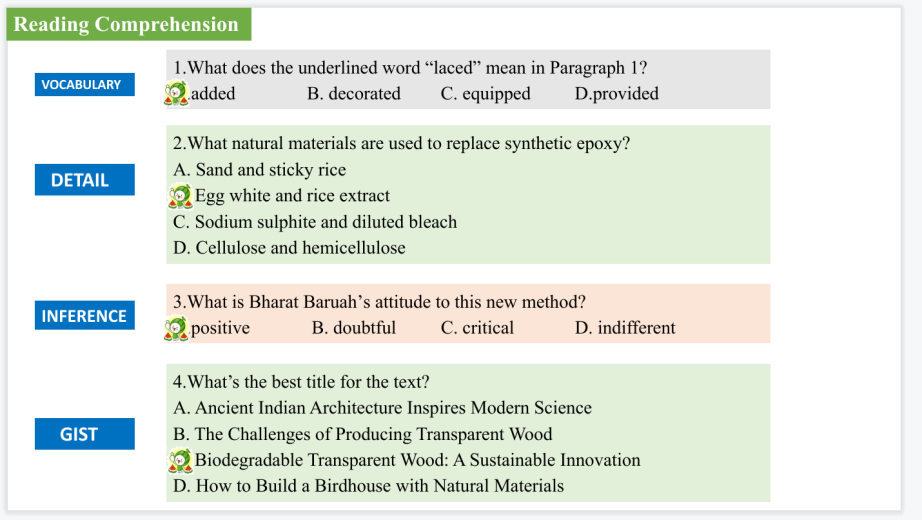 Reading Comprehension
VOCABULARY
1.What does the underlined word “laced” mean in Paragraph 1?
.added B. decorated C. equipped D.provided
DETAIL
2.What natural materials are used to replace synthetic epoxy?
A. Sand and sticky rice
Egg white and rice extract
C. Sodium sulphite and diluted bleach
D. Cellulose and hemicellulose
INFERENCE
3.What is Bharat Baruah’s attitude to this new method?
positive B. doubtful C. critical D. indifferent
GIST
4.What’s the best title for the text?
A. Ancient Indian Architecture Inspires Modern Science
B. The Challenges of Producing Transparent Wood
Biodegradable Transparent Wood: A Sustainable Innovation
D. How to Build a Birdhouse with Natural Materials